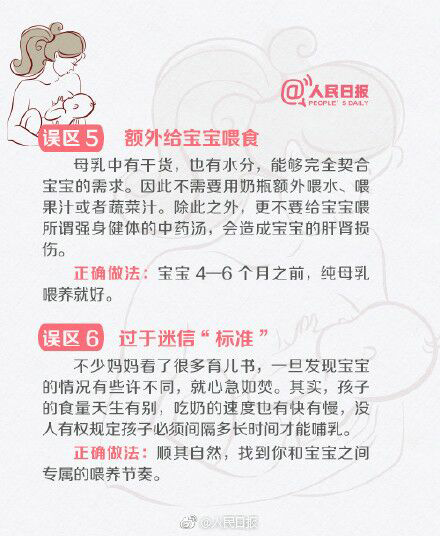 @人民日报
PEOPLE'S DAILY
误区5 额外给宝宝喂食
母乳中有干货，也有水分，能够完全契合
宝宝的需求。因此不需要用奶瓶额外喂水、喂
果汁或者蔬菜汁。除此之外，更不要给宝宝喂
所谓强身健体的中药汤，会造成宝宝的肝肾损
伤。
正确做法：宝宝4—6个月之前，纯母乳
喂养就好。
误区6 过于迷信“标准”
不少妈妈看了很多育儿书，一旦发现宝宝
的情况有些许不同，就心急如焚。其实，孩子
的食量天生有别，吃奶的速度也有快有慢，没
人有权规定孩子必须间隔多长时间才能哺乳。
正确做法：顺其自然，找到你和宝宝之间
专属的喂养节奏。
@人民日报